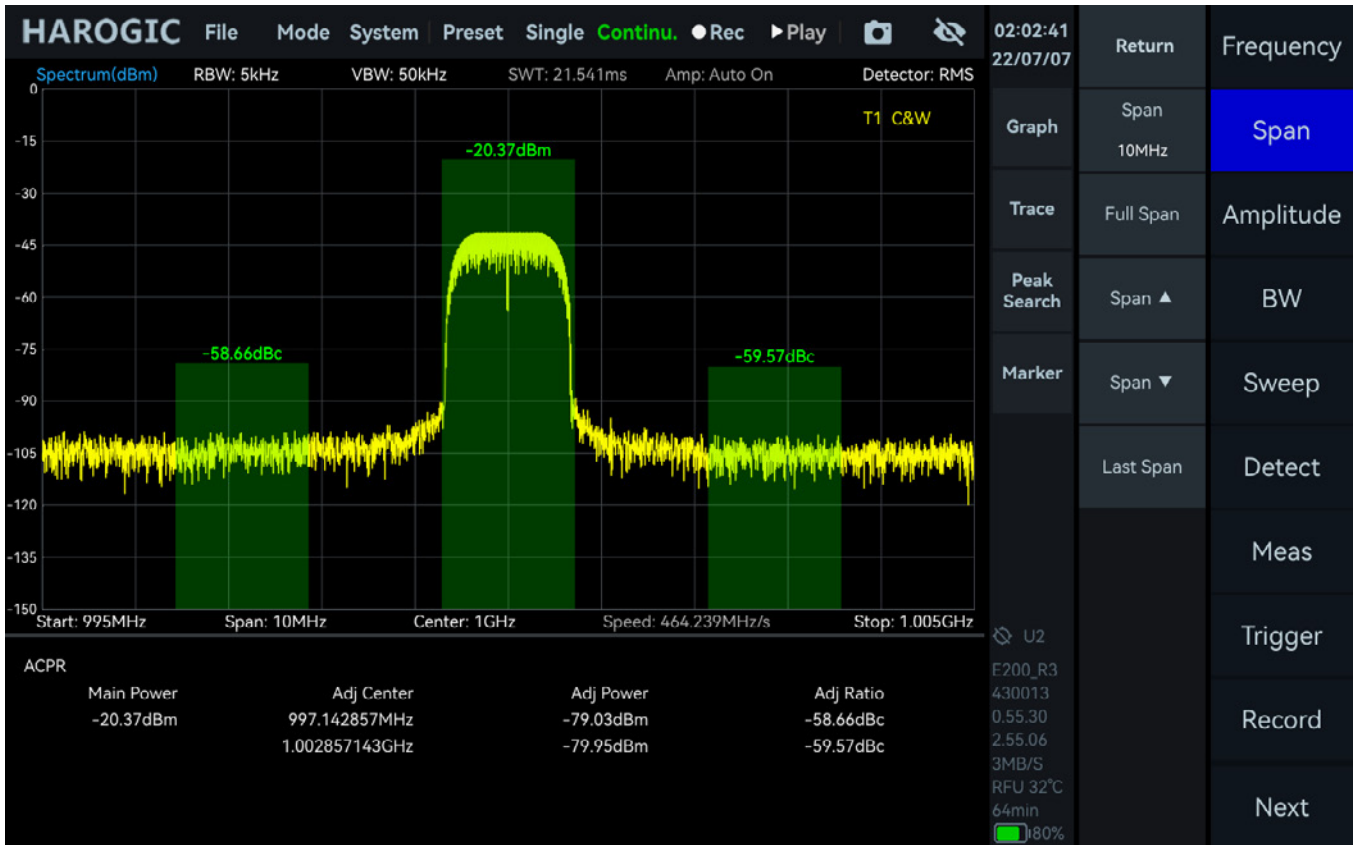 HAROGIC File Mode System Preset Single Continu. Rec Play
Spectrum(dBm) RBW: 5kHz VBW: 50kHz SWT: 21.541ms Amp: Auto On Detector: RMS
T1 C&W
0
-15
-30
-45
-60
-75
-90
-105
-120
-135
-150
-20.37dBm
-58.66dBc
-59.57dBc
Start: 995MHz Span: 10MHz Center: 1GHz Speed: 464.239MHz/s Stop: 1.005GHz
ACPR
Main Power Adj Center Adj Power Adj Ratio
-20.37dBm 997.142857MHz -79.03dBm -58.66dBc
1.002857143GHz -79.95dBm -59.57dBc
02:02:41
22/07/07
Graph
Trace
Peak
Search
Marker
U2
E200_R3
430013
0.55.30
2.55.06
3MB/S
RFU 32℃
64min
80%
Return
Span
10MHz
Full Span
Span ▲
Span ▼
Last Span
Frequency
Span
Amplitude
BW
Sweep
Detect
Meas
Trigger
Record
Next